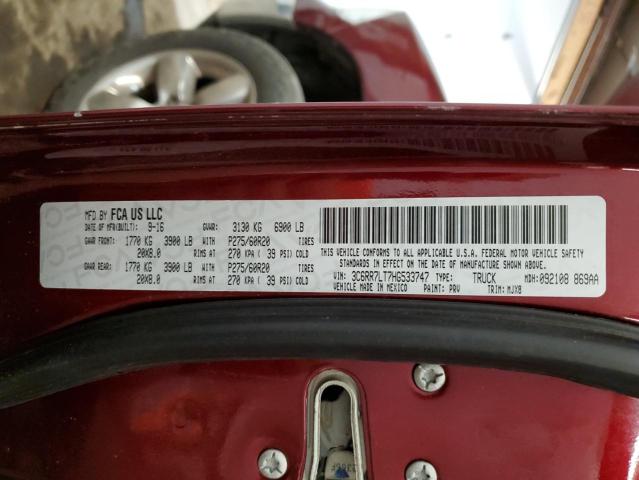 MFD BY FCA US LLC
DATE OF MFR(BUILT): 9-16 GVWR: 3130 KG 6900 LB
GAWR FRONT: 1770 KG 3900 LB WITH P275/60R20 TIRES
20X8.0 RIMS AT 270 KPA ( 39 PSI) COLD
GAWR REAR: 1770 KG 3900 LB WITH P275/60R20 TIRES
20X8.0 RIMS AT 270 KPA ( 39 PSI) COLD
THIS VEHICLE CONFORMS TO ALL APPLICABLE U.S.A. FEDERAL MOTOR VEHICLE SAFETY
STANDARDS IN EFFECT ON THE DATE OF MANUFACTURE SHOWN ABOVE.
VIN: 3C6RR7LT7HG533747 TYPE: TRUCK MDH: 092108 869AA
VEHICLE MADE IN MEXICO PAINT: PRV TRIM: MJX8